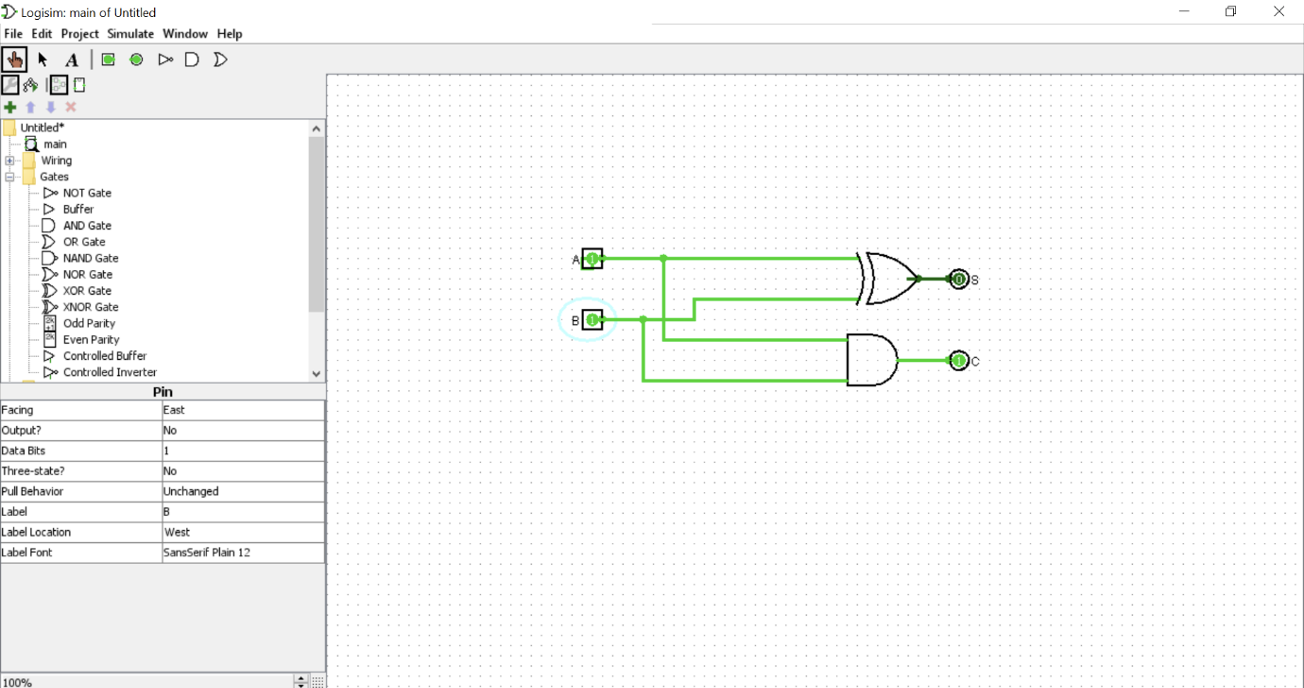 Logisim: main of Untitled
File Edit Project Simulate Window Help
A
Untitled*
main
Wiring
Gates
NOT Gate
Buffer
AND Gate
OR Gate
NAND Gate
NOR Gate
XOR Gate
XNOR Gate
Odd Parity
Even Parity
Controlled Buffer
Controlled Inverter
Pin
Facing East
Output? No
Data Bits 1
Three-state? No
Pull Behavior Unchanged
Label B
Label Location West
Label Font SansSerif Plain 12
100%
A 1
B 1
0 S
1 C